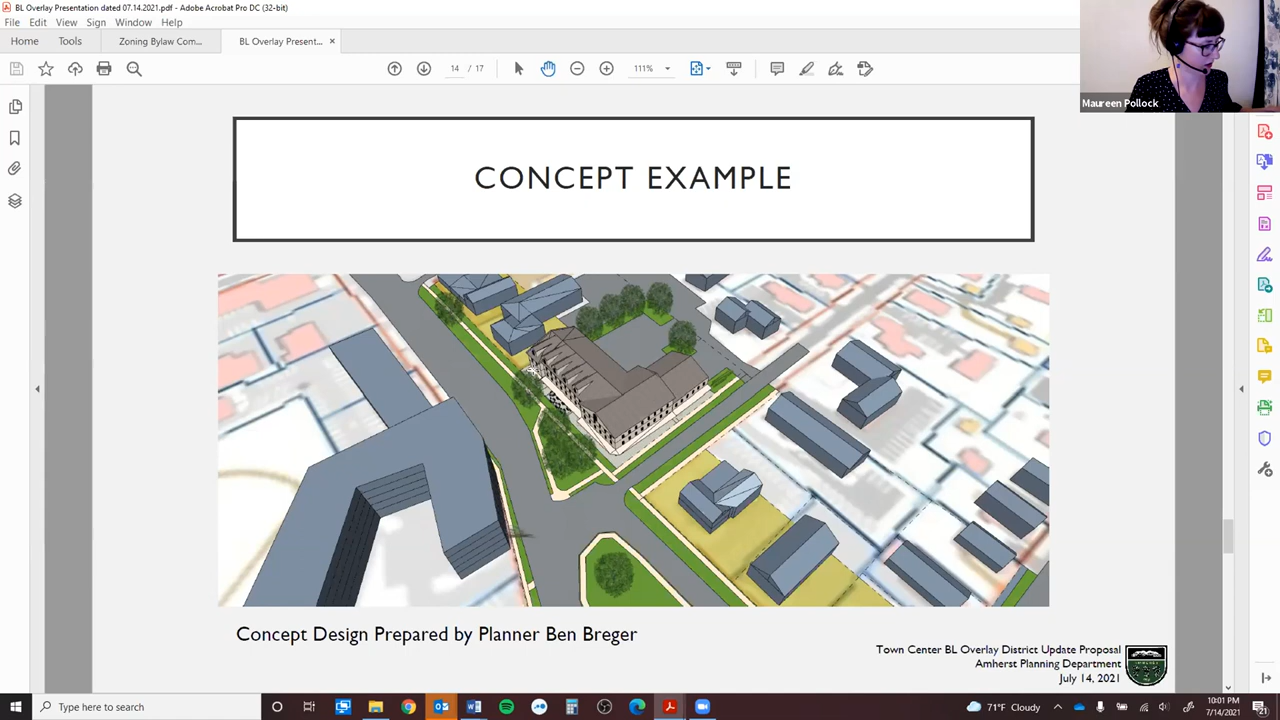 BL Overlay Presentation dated 07.14.2021.pdf - Adobe Acrobat Pro DC (32-bit)
File Edit View Sign Window Help
Home Tools Zoning Bylaw Com... BL Overlay Present... ×
14 / 17 111%
Maureen Pollock
CONCEPT EXAMPLE
Concept Design Prepared by Planner Ben Breger
Town Center BL Overlay District Update Proposal
Amherst Planning Department
July 14, 2021
Type here to search
71°F Cloudy
10:01 PM
7/14/2021
21